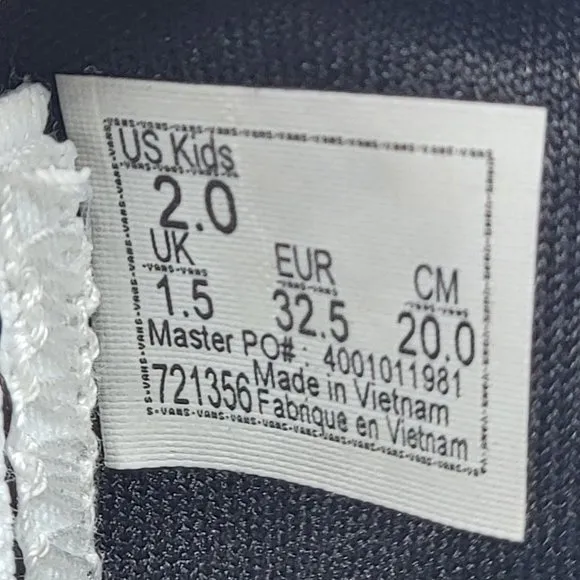 US Kids
2.0
UK EUR CM
1.5 32.5 20.0
Master PO#: 4001011981
721356 Made in Vietnam
Fabrique en Vietnam